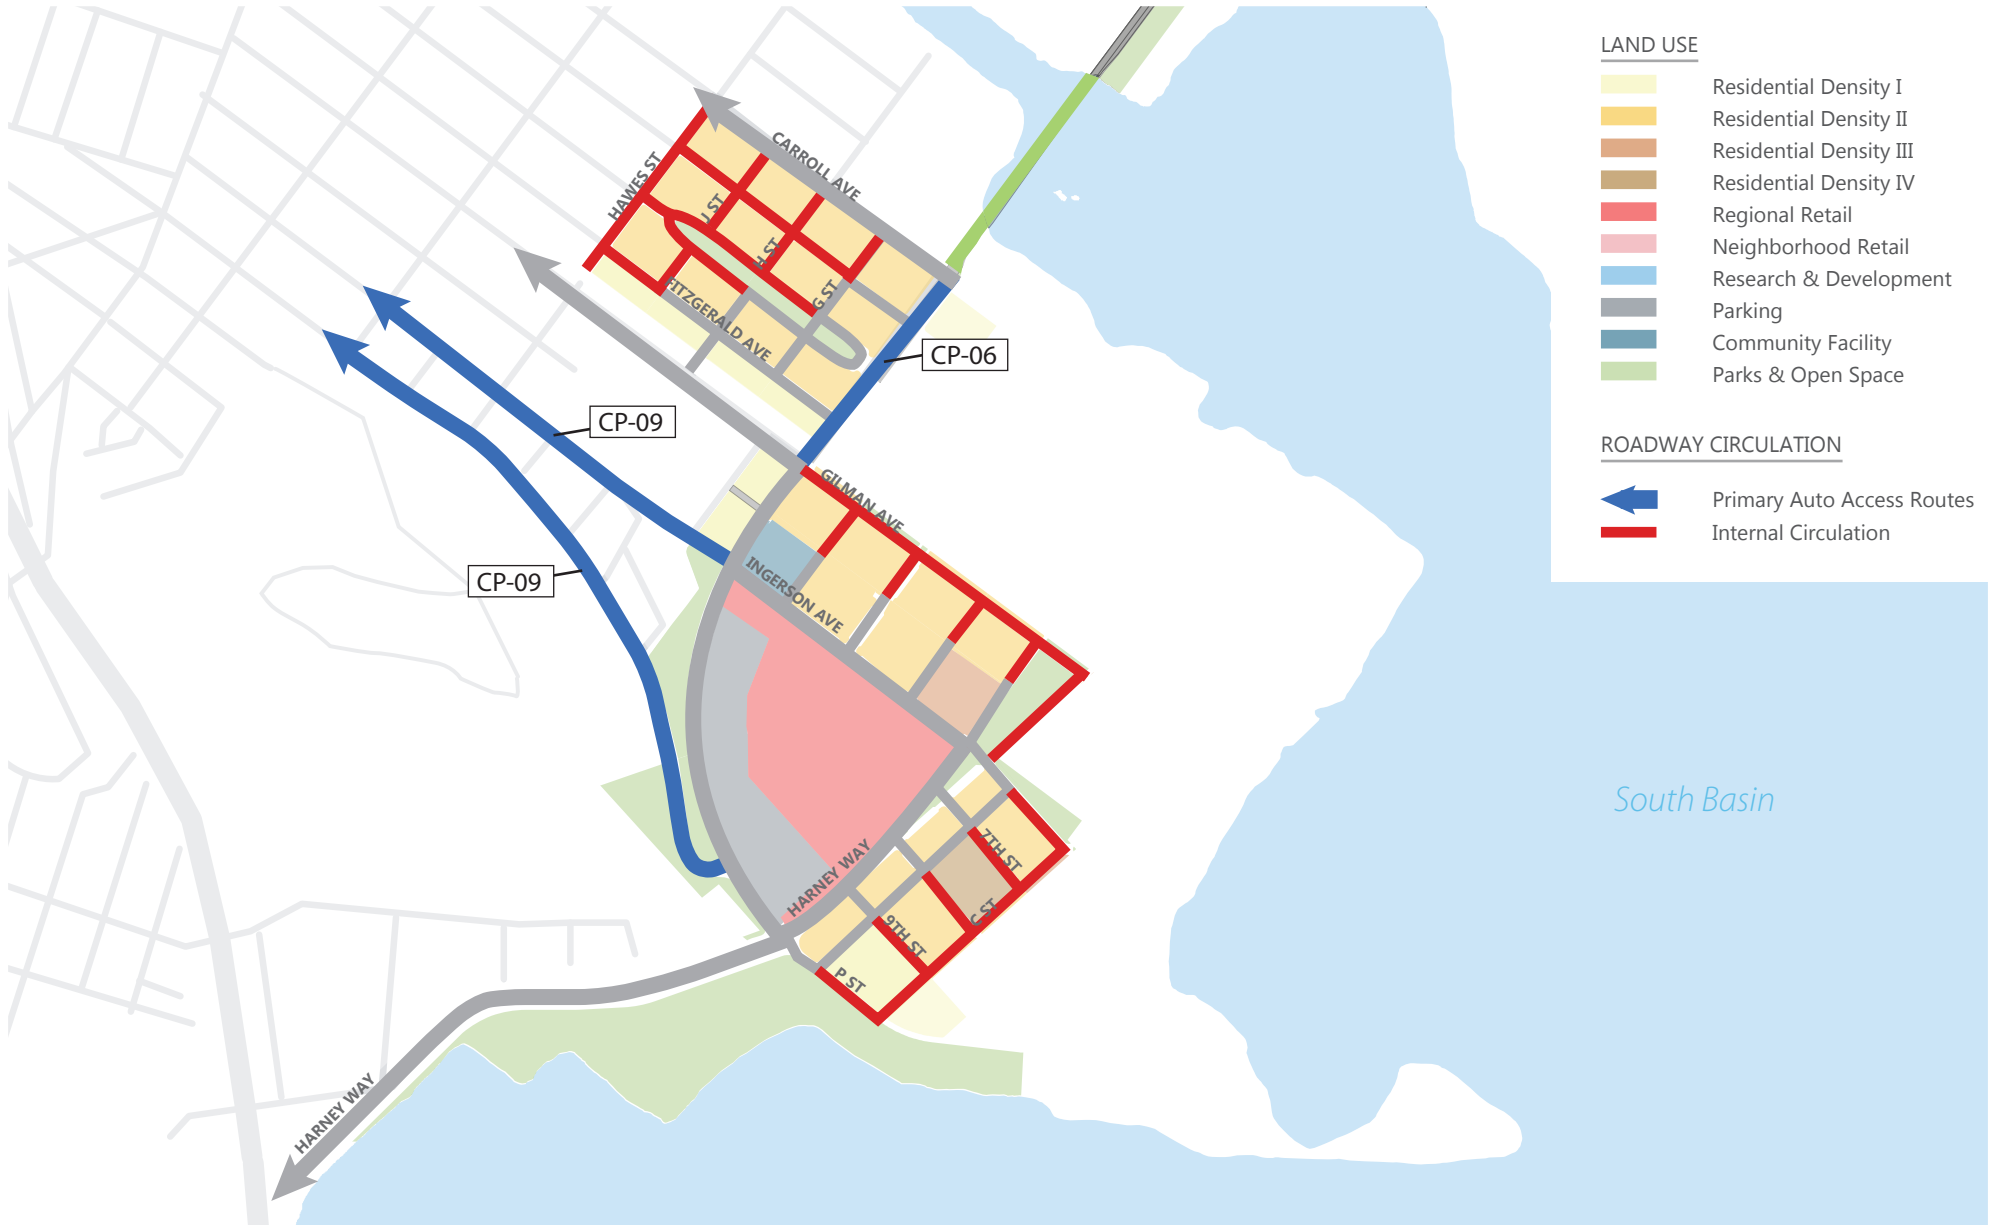 LAND USE
Residential Density I
Residential Density II
Residential Density III
Residential Density IV
Regional Retail
Neighborhood Retail
Research & Development
Parking
Community Facility
Parks & Open Space
ROADWAY CIRCULATION
Primary Auto Access Routes
Internal Circulation
CARROLL AVE
HAWES ST
J ST
H ST
G ST
FITZGERALD AVE
CP-06
CP-09
GILMAN AVE
CP-09
INGERSON AVE
South Basin
7TH ST
HARNEY WAY
C ST
9TH ST
P ST
HARNEY WAY